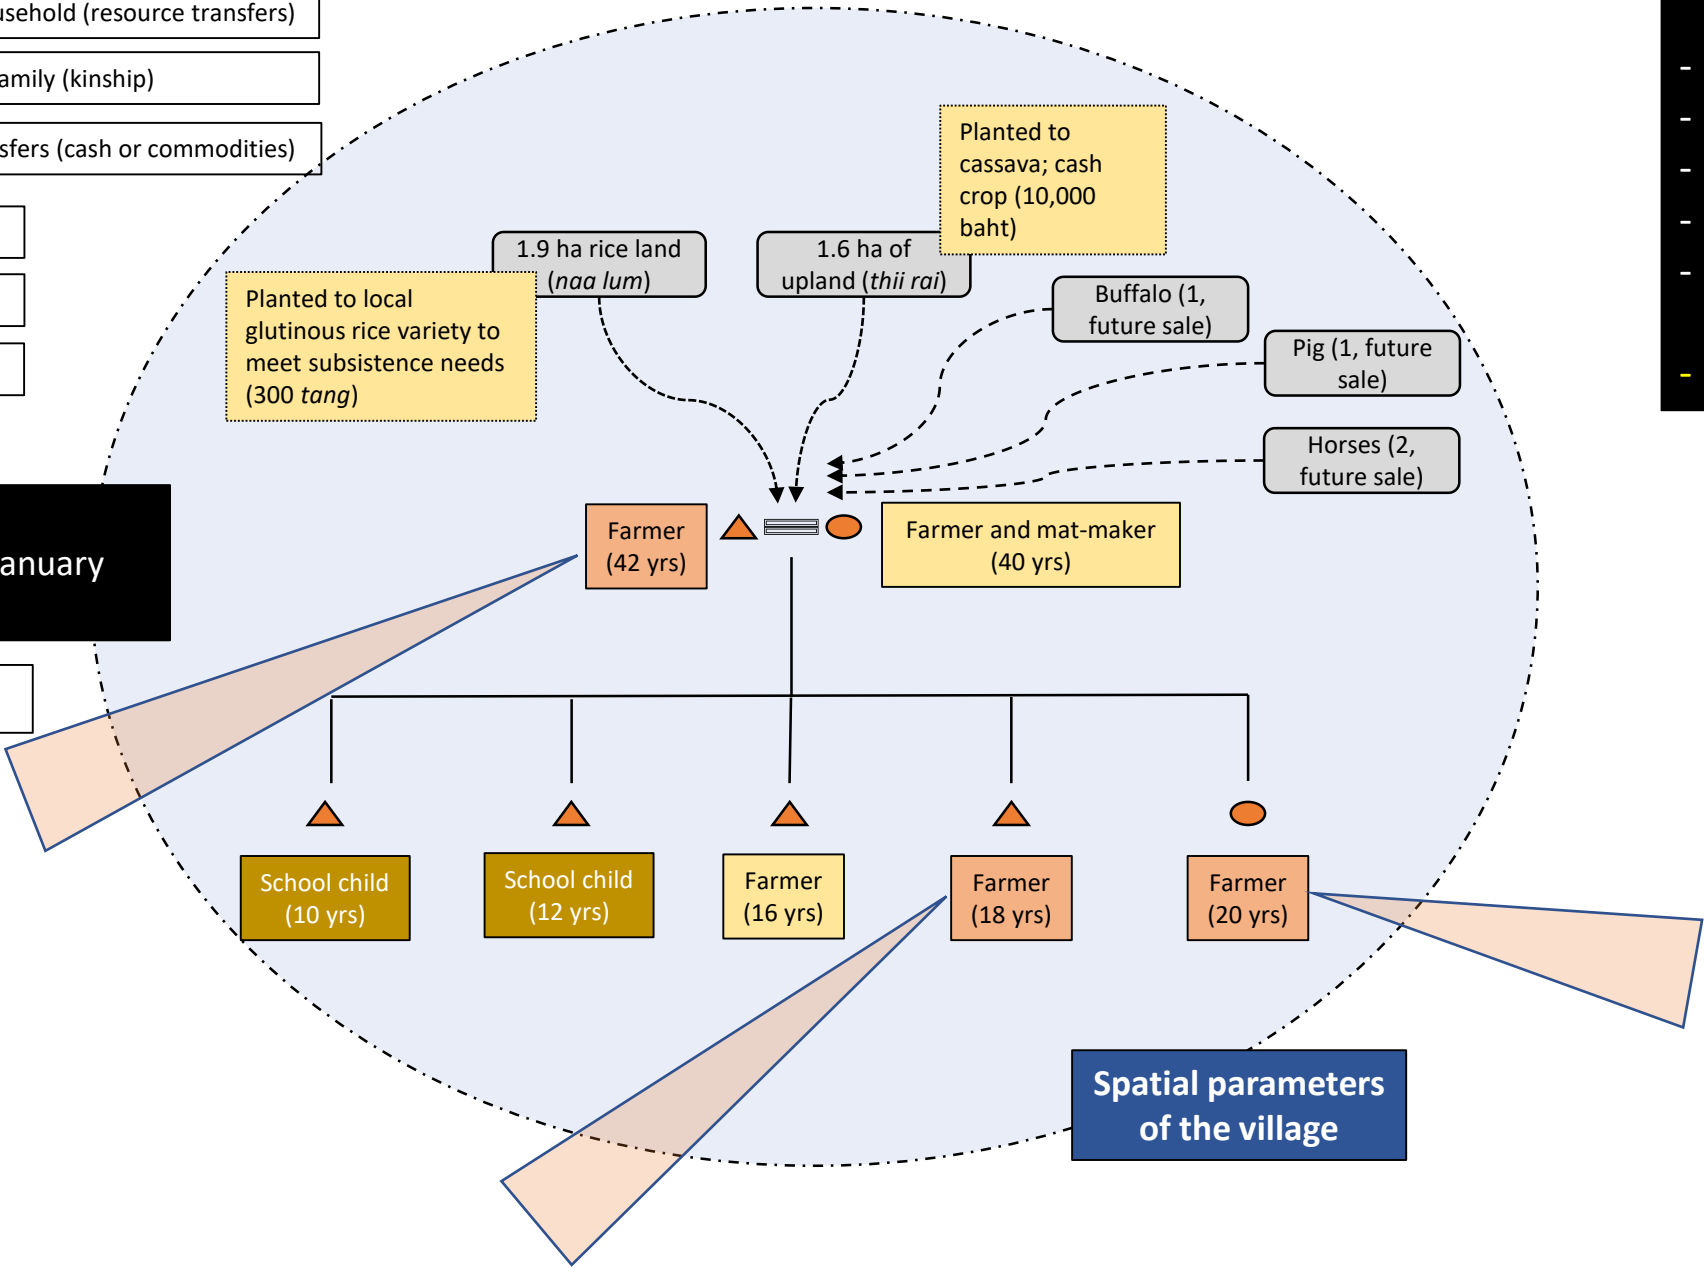 usehold (resource transfers)
amily (kinship)
sfers (cash or commodities)
Planted to
cassava; cash
crop (10,000
baht)
1.9 ha rice land
(naa lum)
1.6 ha of
upland (thii rai)
Planted to local
glutinous rice variety to
meet subsistence needs
(300 tang)
Buffalo (1,
future sale)
Pig (1, future
sale)
Horses (2,
future sale)
anuary
Farmer
(42 yrs)
Farmer and mat-maker
(40 yrs)
School child
(10 yrs)
School child
(12 yrs)
Farmer
(16 yrs)
Farmer
(18 yrs)
Farmer
(20 yrs)
Spatial parameters
of the village